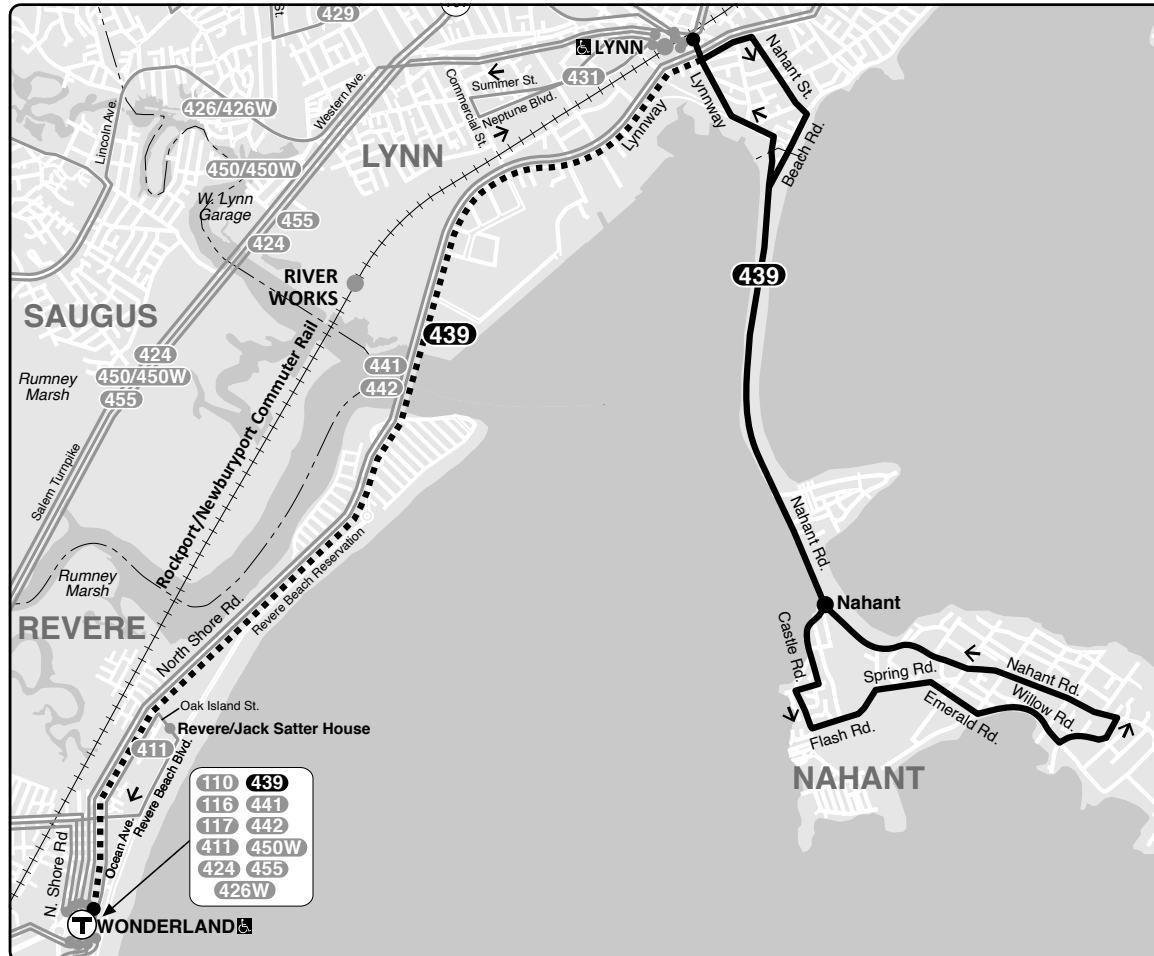 429
LYNN
Nahant St.
Summer St.
431
Commercial St.
Neptune Blvd.
Lynnway
Lynnway
Western Ave.
426/426W
Lincoln Ave.
LYNN
Beach Rd.
450/450W
W. Lynn
Garage
455
424
RIVER
WORKS
439
SAUGUS
439
424
450/450W
455
Rumney
Marsh
441
442
Rockport/Newburyport Commuter Rail
Salem Turnpike
Nahant Rd.
Revere Beach Reservation
Rumney
Marsh
REVERE
North Shore Rd.
Nahant
Castle Rd.
Spring Rd.
Nahant Rd.
Willow Rd.
Emerald Rd.
Flash Rd.
NAHANT
Oak Island St.
Revere/Jack Satter House
411
Revere Beach Blvd.
Ocean Ave.
N. Shore Rd
110 439
116 441
117 442
411 450W
424 455
426W
T WONDERLAND